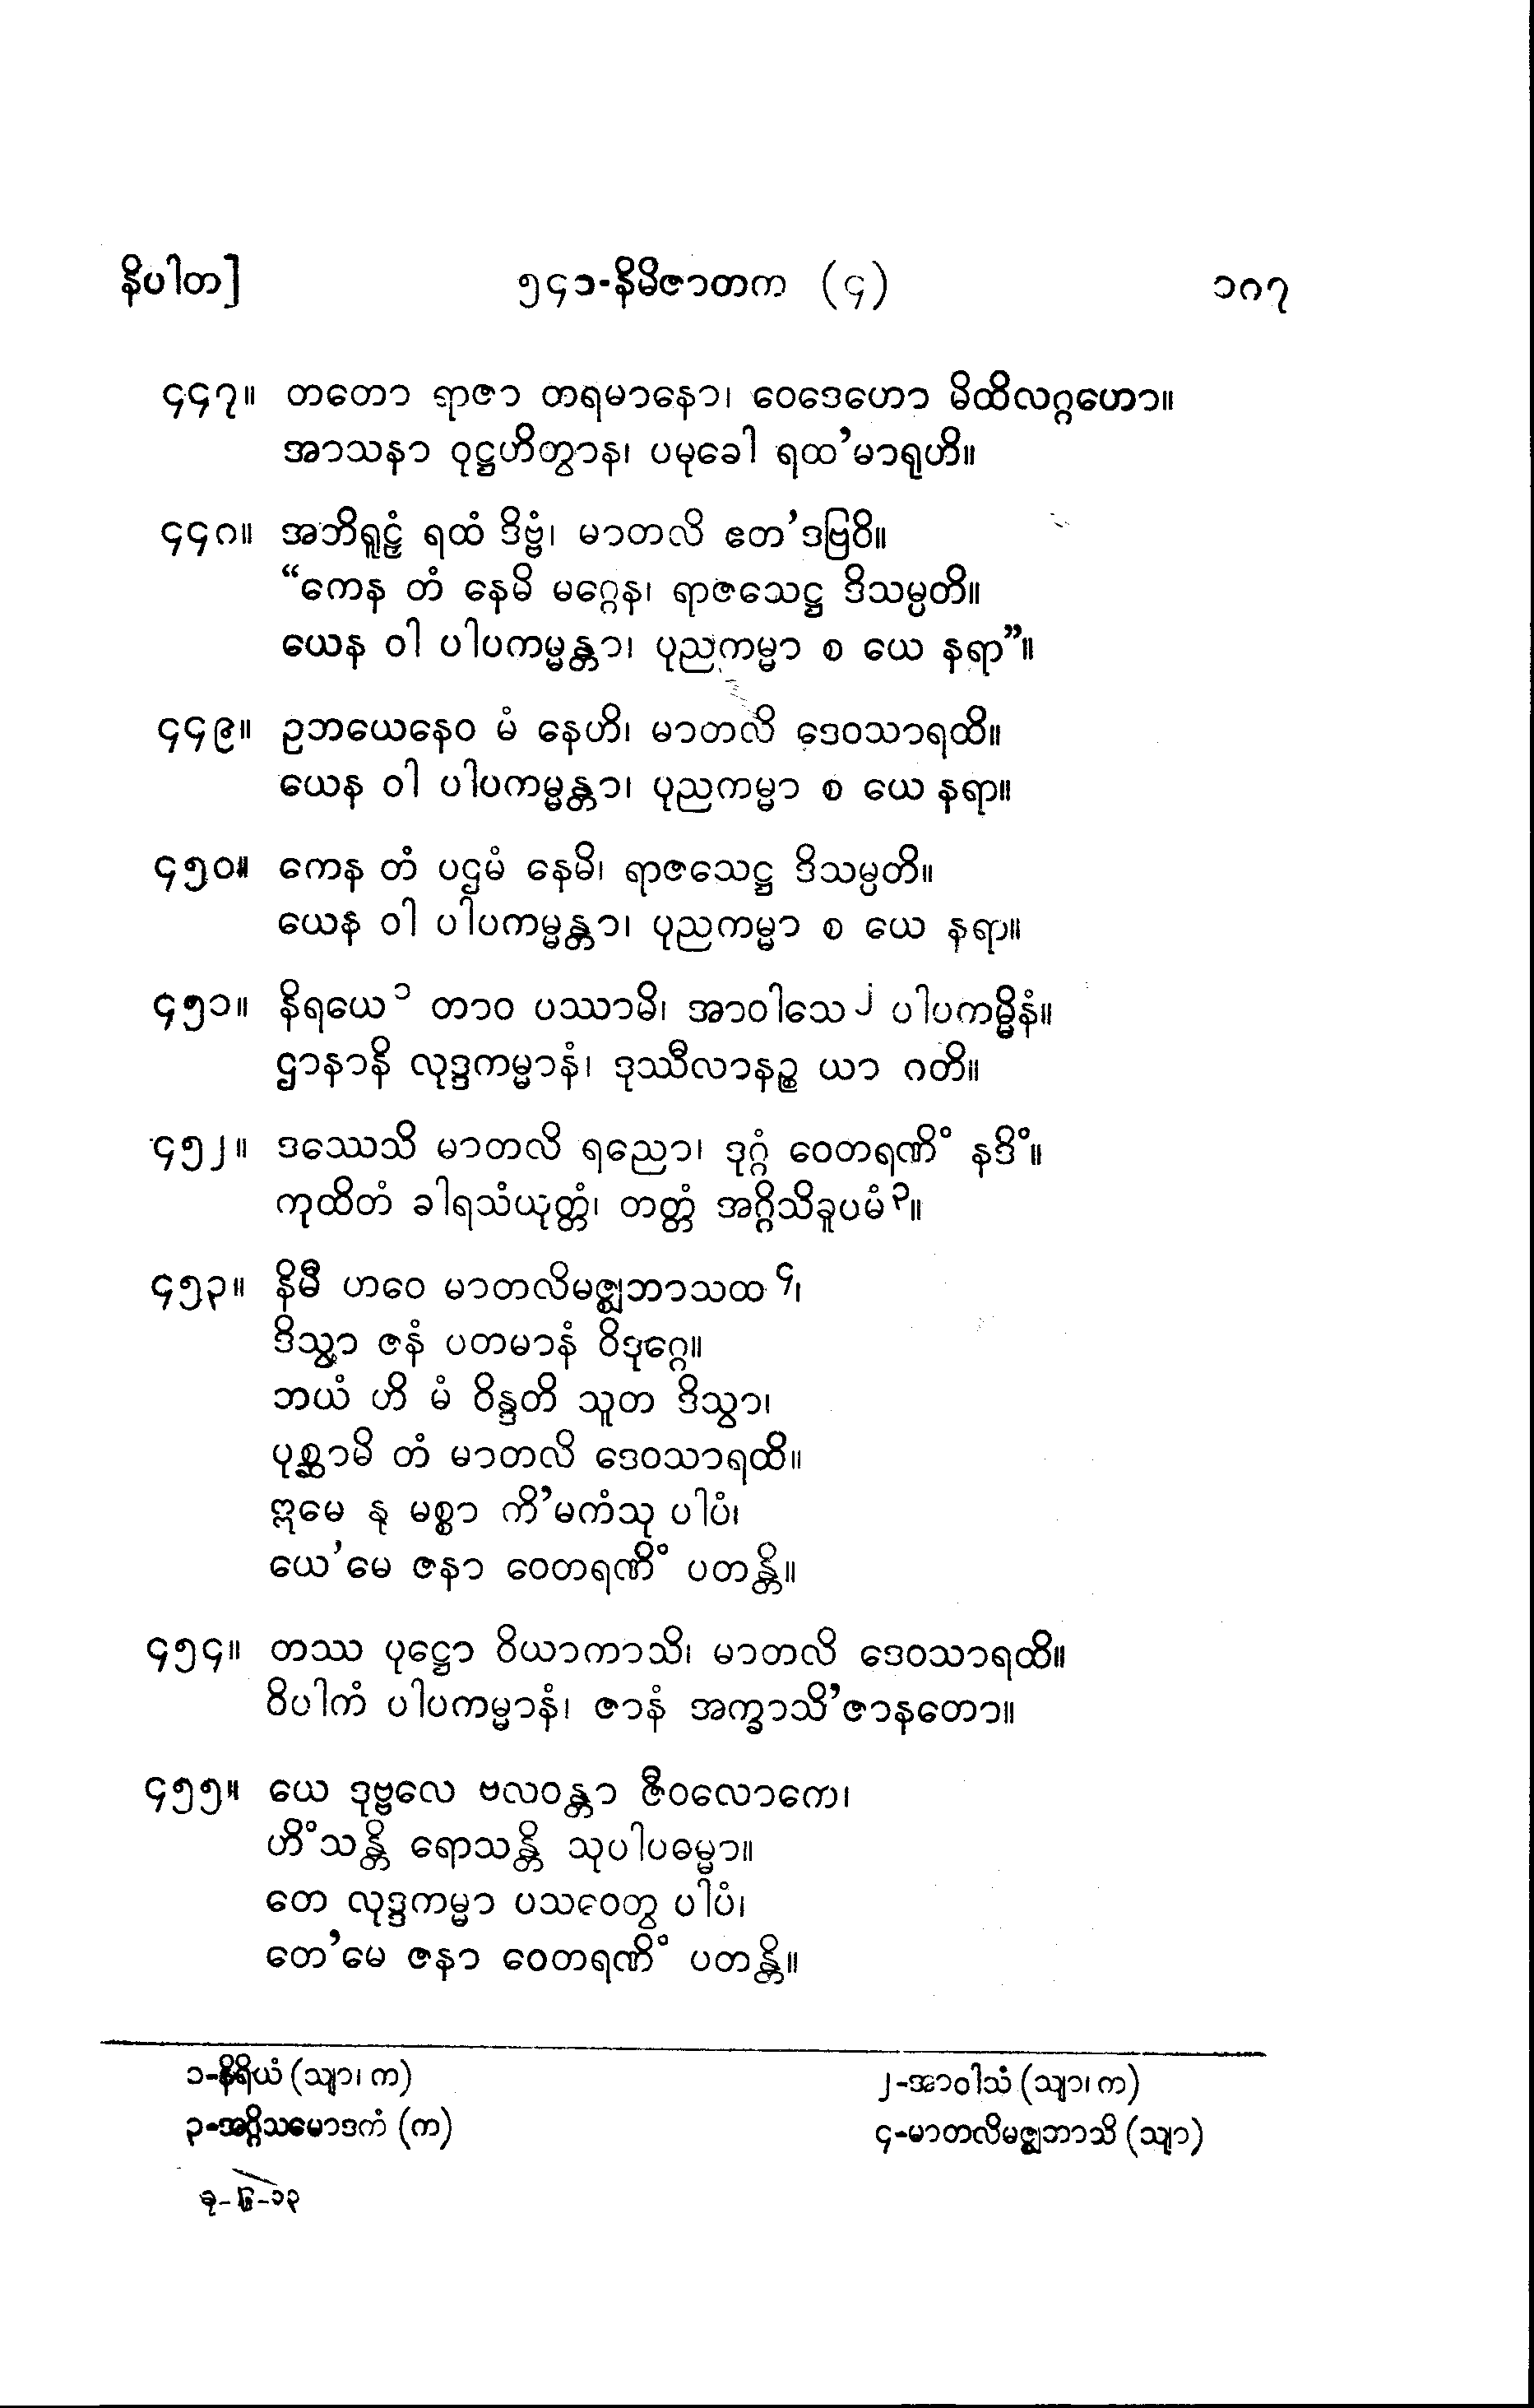 နိပါတ] ၅၄၁-နိမိဇာတက (၄) ၁၈၇
၄၄၇။ တတော ရာဇာ တရမာနော၊ ဝေဒေဟော မိထိလဂ္ဂဟော။
အာသနာ ဝုဋ္ဌဟိတွာန၊ ပမုခေါ ရထ’မာရုဟိ။
၄၄၈။ အဘိရူဠှံ ရထံ ဒိဗ္ဗံ၊ မာတလိ ဧတ’ဒဗြဝိ။
“ကေန တံ နေမိ မဂ္ဂေန၊ ရာဇသေဋ္ဌ ဒိသမ္ပတိ။
ယေန ဝါ ပါပကမ္မန္တာ၊ ပုညကမ္မာ စ ယေ နရာ”။
၄၄၉။ ဥဘယေနေဝ မံ နေဟိ၊ မာတလိ ဒေဝသာရထိ။
ယေန ဝါ ပါပကမ္မန္တာ၊ ပုညကမ္မာ စ ယေ နရာ။
၄၅၀။ ကေန တံ ပဌမံ နေမိ၊ ရာဇသေဋ္ဌ ဒိသမ္ပတိ။
ယေန ဝါ ပါပကမ္မန္တာ၊ ပုညကမ္မာ စ ယေ နရာ။
၄၅၁။ နိရယေ၁ တာဝ ပဿာမိ၊ အာဝါသေ၂ ပါပကမ္မိနံ။
ဌာနာနိ လုဒ္ဒကမ္မာနံ၊ ဒုဿီလာနဉ္စ ယာ ဂတိ။
၄၅၂။ ဒဿေသိ မာတလိ ရညော၊ ဒုဂ္ဂံ ဝေတရဏိံ နဒိံ။
ကုထိတံ ခါရသံယုတ္တံ၊ တတ္တံ အဂ္ဂိသိခူပမံ၃။
၄၅၃။ နိမီ ဟဝေ မာတလိမဇ္ဈဘာသထ၄၊
ဒိသွာ ဇနံ ပတမာနံ ဝိဒုဂ္ဂေ။
ဘယံ ဟိ မံ ဝိန္ဒတိ သူတ ဒိသွာ၊
ပုစ္ဆာမိ တံ မာတလိ ဒေဝသာရထိ။
ဣမေ နု မစ္စာ ကိ’မကံသု ပါပံ၊
ယေ’မေ ဇနာ ဝေတရဏိံ ပတန္တိ။
၄၅၄။ တဿ ပုဋ္ဌော ဝိယာကာသိ၊ မာတလိ ဒေဝသာရထိ။
ဝိပါကံ ပါပကမ္မာနံ၊ ဇာနံ အက္ခာသိ’ဇာနတော။
၄၅၅။ ယေ ဒုဗ္ဗလေ ဗလဝန္တာ ဇီဝလောကေ၊
ဟိံသန္တိ ရောသန္တိ သုပါပဓမ္မာ။
တေ လုဒ္ဒကမ္မာ ပသဝေတွ ပါပံ၊
တေ’မေ ဇနာ ဝေတရဏိံ ပတန္တိ။
၁-နိရိယံ (သျာ၊ က) ၂-အာဝါသံ (သျာ၊ က)
၃-အဂ္ဂိသမောဒကံ (က) ၄-မာတလိမဇ္ဈဘာသိ (သျာ)